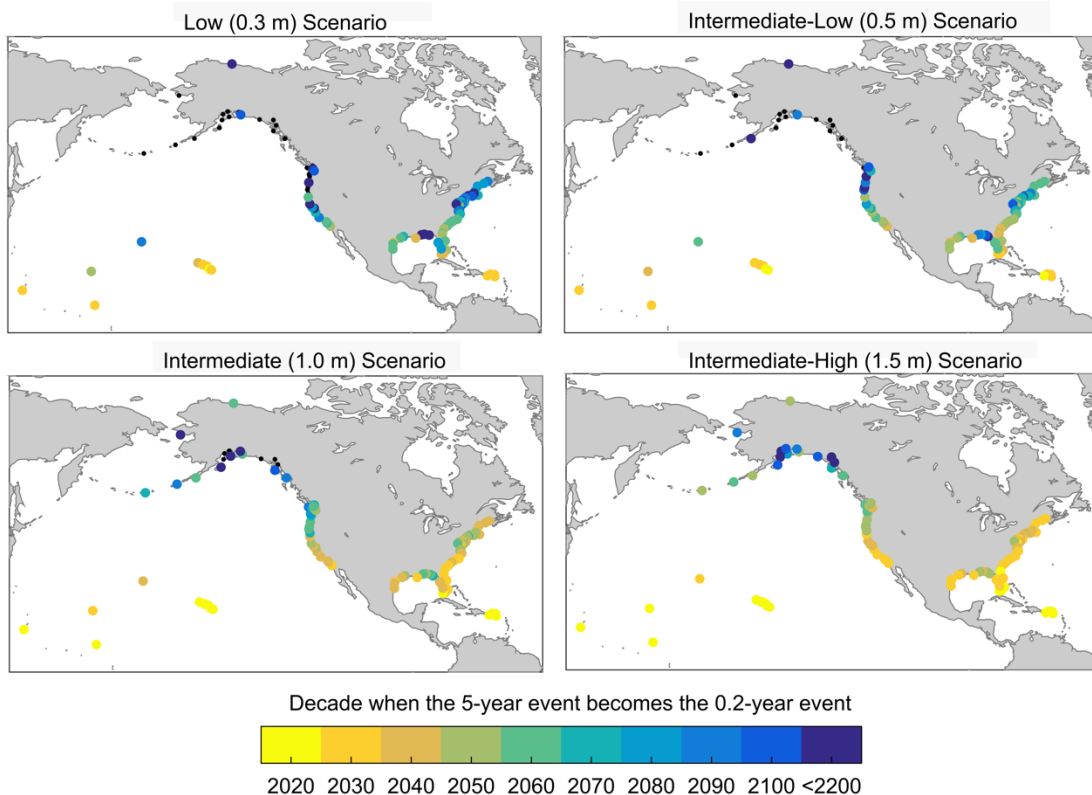 Low (0.3 m) Scenario
Intermediate-Low (0.5 m) Scenario
Intermediate (1.0 m) Scenario
Intermediate-High (1.5 m) Scenario
Decade when the 5-year event becomes the 0.2-year event
2020 2030 2040 2050 2060 2070 2080 2090 2100 <2200